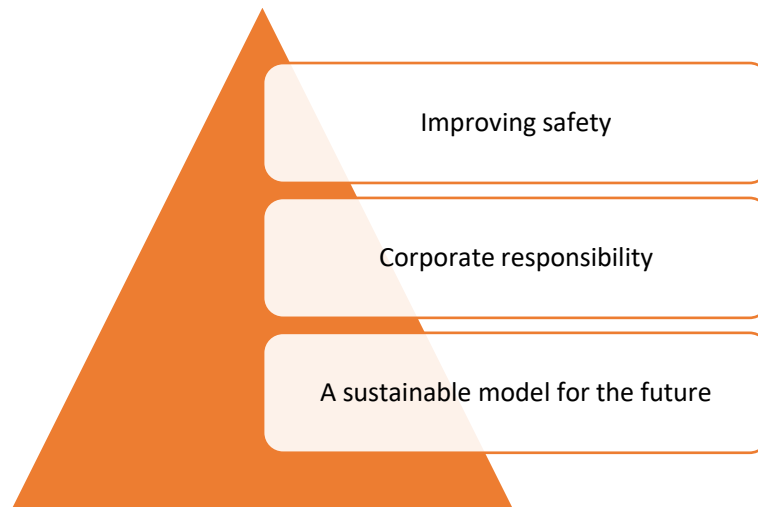 Improving safety
Corporate responsibility
A sustainable model for the future